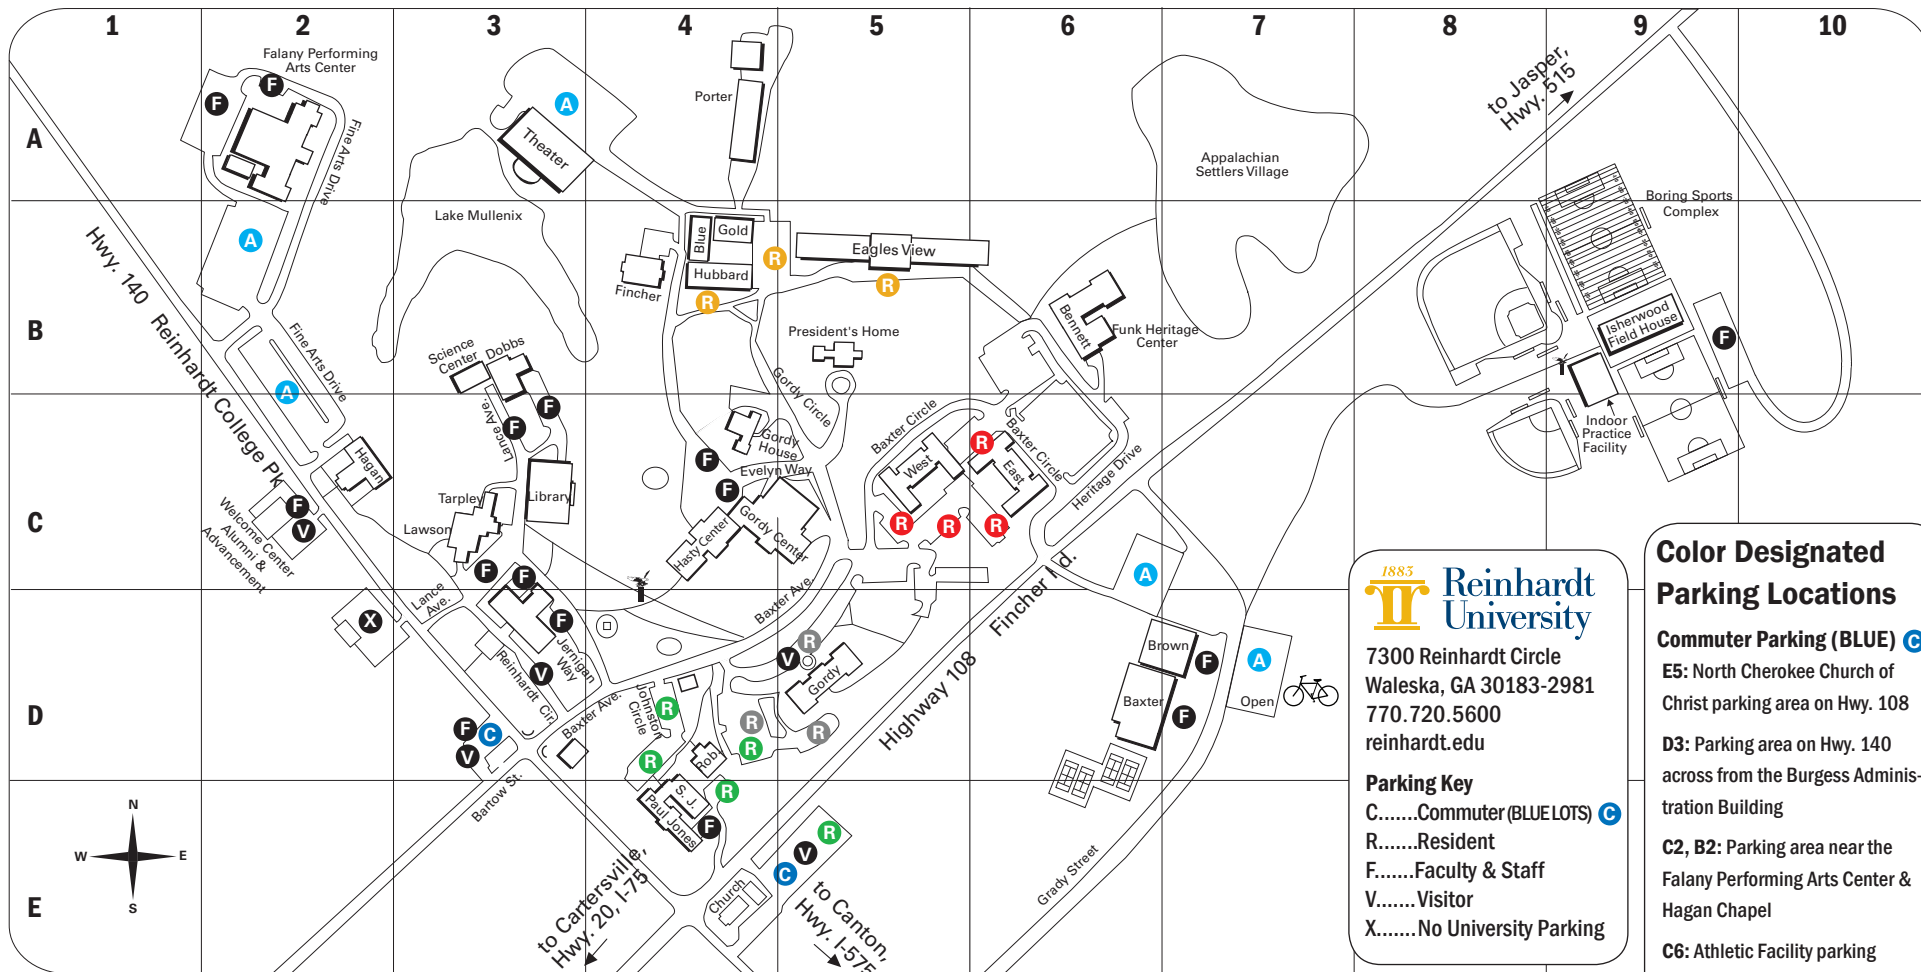 1 2 3 4 5 6 7 8 9 10
A
B
C
D
E
Falany Performing
Arts Center
F
F
Fine Arts Drive
A
Theater
A
Porter
Lake Mullenix
Appalachian
Settlers Village
to Jasper,
Hwy. 515
Boring Sports
Complex
Hwy. 140
Reinhardt College Pk
Fine Arts Drive
A
Blue
Gold
Hubbard
R
R
Fincher
Eagles View
R
President's Home
Bennett
Funk Heritage
Center
Isherwood
Field House
F
Indoor
Practice
Facility
Science
Center
Dobbs
Lance Ave.
F
F
Gordy Circle
Gordy
House
Evelyn Way
F
F
Baxter Circle
Baxter Circle
West
East
R
R
R
R
Heritage Drive
Hagan
F
V
Welcome Center
Alumni &
Advancement
Tarpley
Lawson
Library
Hasty Center
Gordy Center
F
F
F
Lance
Ave.
X
Jernigan
Way
V
Reinhardt Cir.
Baxter Ave.
Baxter Ave.
Fincher Rd.
Highway 108
A
R
V
Gordy
R
R
R
Johnston
Circle
R
R
Rob.
S. J.
Paul Jones
R
F
F
C
V
Bartow St.
Brown
Baxter
F
F
A
Open
Grady Street
R
V
C
Church
to Cartersville,
Hwy. 20, I-75
to Canton,
Hwy. I-575
N
W E
S
1883
Reinhardt
University
7300 Reinhardt Circle
Waleska, GA 30183-2981
770.720.5600
reinhardt.edu
Parking Key
C.......Commuter (BLUE LOTS) C
R.......Resident
F.......Faculty & Staff
V.......Visitor
X.......No University Parking
Color Designated
Parking Locations
Commuter Parking (BLUE) C
E5: North Cherokee Church of
Christ parking area on Hwy. 108
D3: Parking area on Hwy. 140
across from the Burgess Adminis-
tration Building
C2, B2: Parking area near the
Falany Performing Arts Center &
Hagan Chapel
C6: Athletic Facility parking